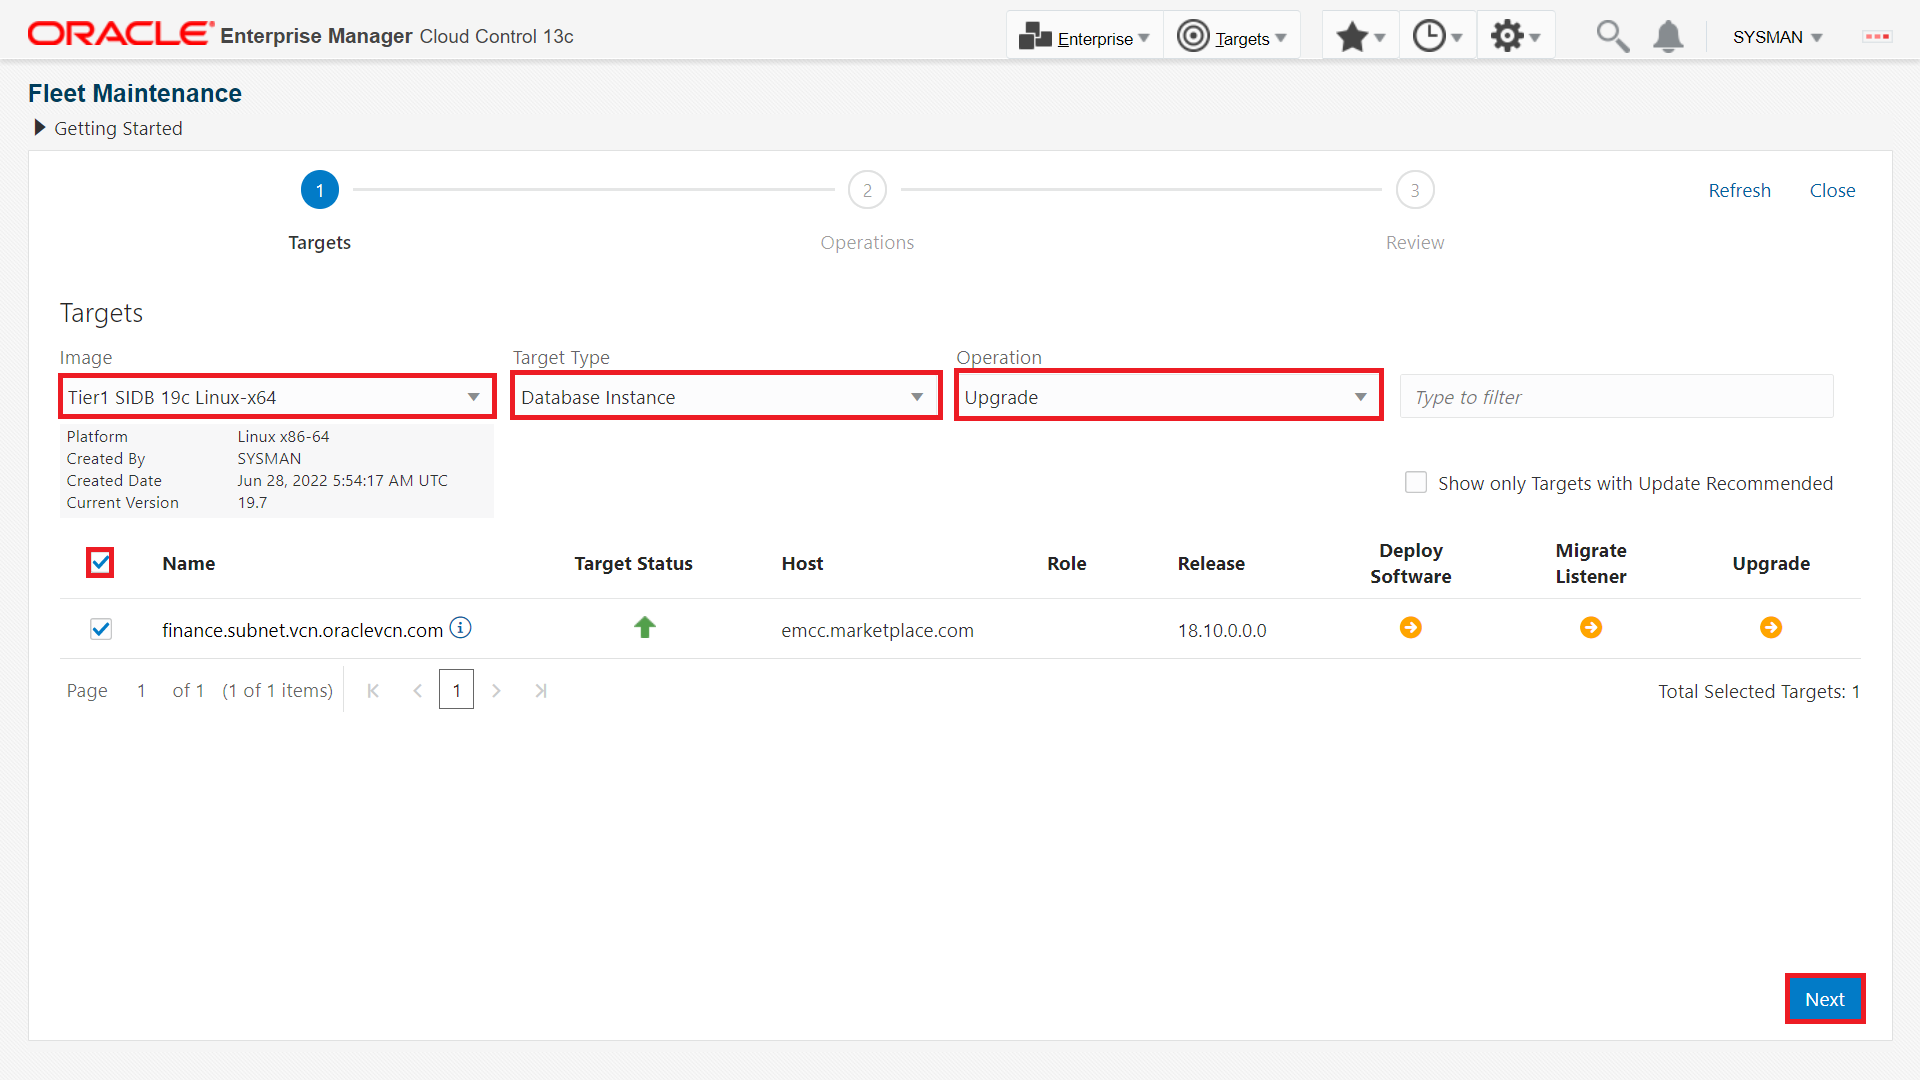 ORACLE Enterprise Manager Cloud Control 13c
Enterprise
Targets
SYSMAN
Fleet Maintenance
Getting Started
1
2
3
Refresh
Close
Targets
Operations
Review
Targets
Image
Target Type
Operation
Tier1 SIDB 19c Linux-x64
Database Instance
Upgrade
Type to filter
Platform Linux x86-64
Created By SYSMAN
Created Date Jun 28, 2022 5:54:17 AM UTC
Current Version 19.7
Show only Targets with Update Recommended
Name
Target Status
Host
Role
Release
Deploy Software
Migrate Listener
Upgrade
finance.subnet.vcn.oraclevcn.com
emcc.marketplace.com
18.10.0.0.0
Page 1 of 1 (1 of 1 items)
1
Total Selected Targets: 1
Next